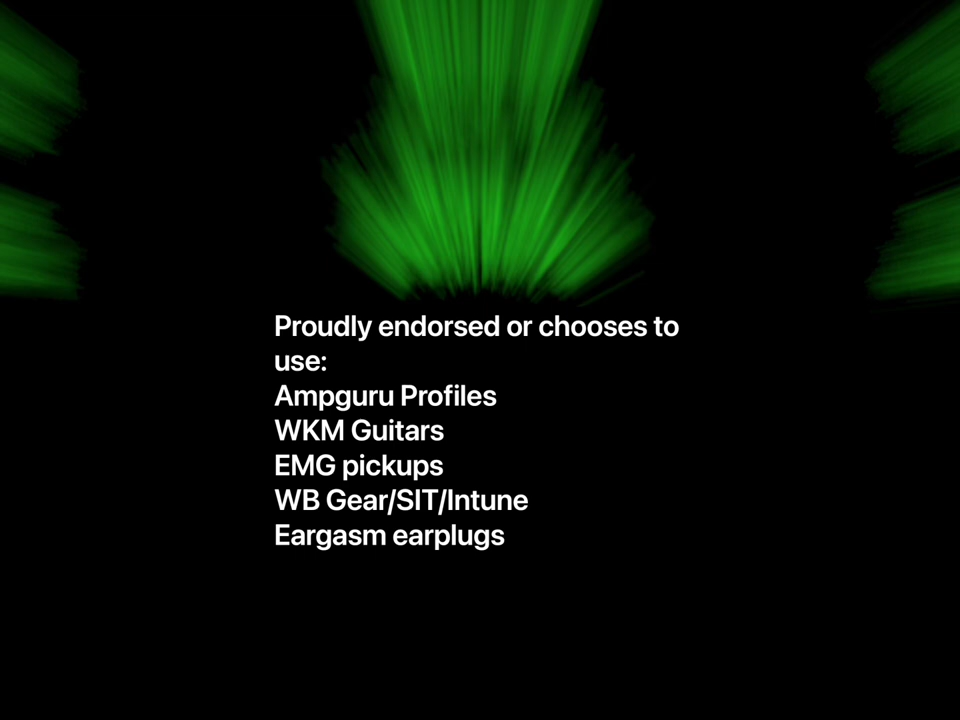 Proudly endorsed or chooses to
use:
Ampguru Profiles
WKM Guitars
EMG pickups
WB Gear/SIT/Intune
Eargasm earplugs